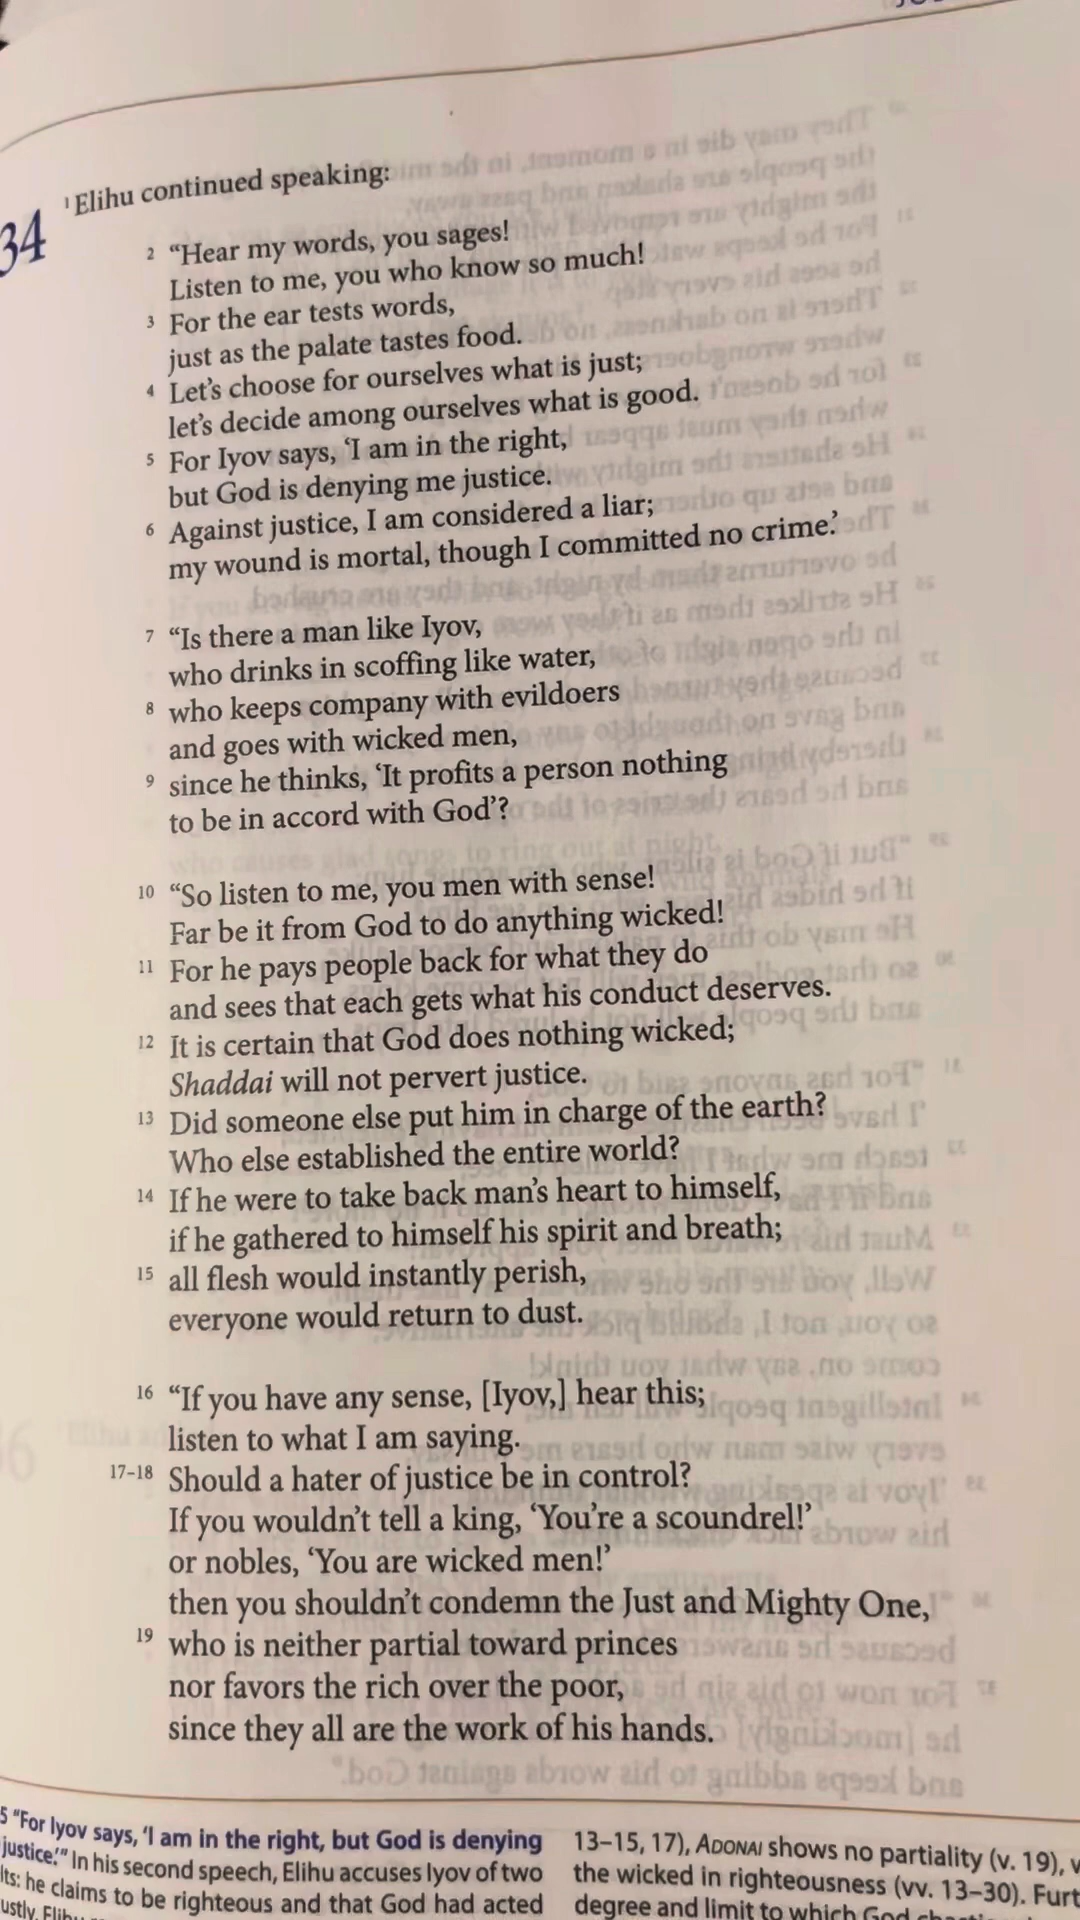 34
1 Elihu continued speaking:
2 “Hear my words, you sages!
Listen to me, you who know so much!
3 For the ear tests words,
just as the palate tastes food.
4 Let’s choose for ourselves what is just;
let’s decide among ourselves what is good.
5 For Iyov says, ‘I am in the right,
but God is denying me justice.
6 Against justice, I am considered a liar;
my wound is mortal, though I committed no crime.’
7 “Is there a man like Iyov,
who drinks in scoffing like water,
8 who keeps company with evildoers
and goes with wicked men,
9 since he thinks, ‘It profits a person nothing
to be in accord with God’?
10 “So listen to me, you men with sense!
Far be it from God to do anything wicked!
11 For he pays people back for what they do
and sees that each gets what his conduct deserves.
12 It is certain that God does nothing wicked;
Shaddai will not pervert justice.
13 Did someone else put him in charge of the earth?
Who else established the entire world?
14 If he were to take back man’s heart to himself,
if he gathered to himself his spirit and breath;
15 all flesh would instantly perish,
everyone would return to dust.
16 “If you have any sense, [Iyov,] hear this;
listen to what I am saying.
17-18 Should a hater of justice be in control?
If you wouldn’t tell a king, ‘You’re a scoundrel!’
or nobles, ‘You are wicked men!’
then you shouldn’t condemn the Just and Mighty One,
19 who is neither partial toward princes
nor favors the rich over the poor,
since they all are the work of his hands.
5 “For Iyov says, ‘I am in the right, but God is denying
justice.’” In his second speech, Elihu accuses Iyov of two
he claims to be righteous and that God had acted
13–15, 17), ADONAI shows no partiality (v. 19),
the wicked in righteousness (vv. 13–30).
degree and limit to which God